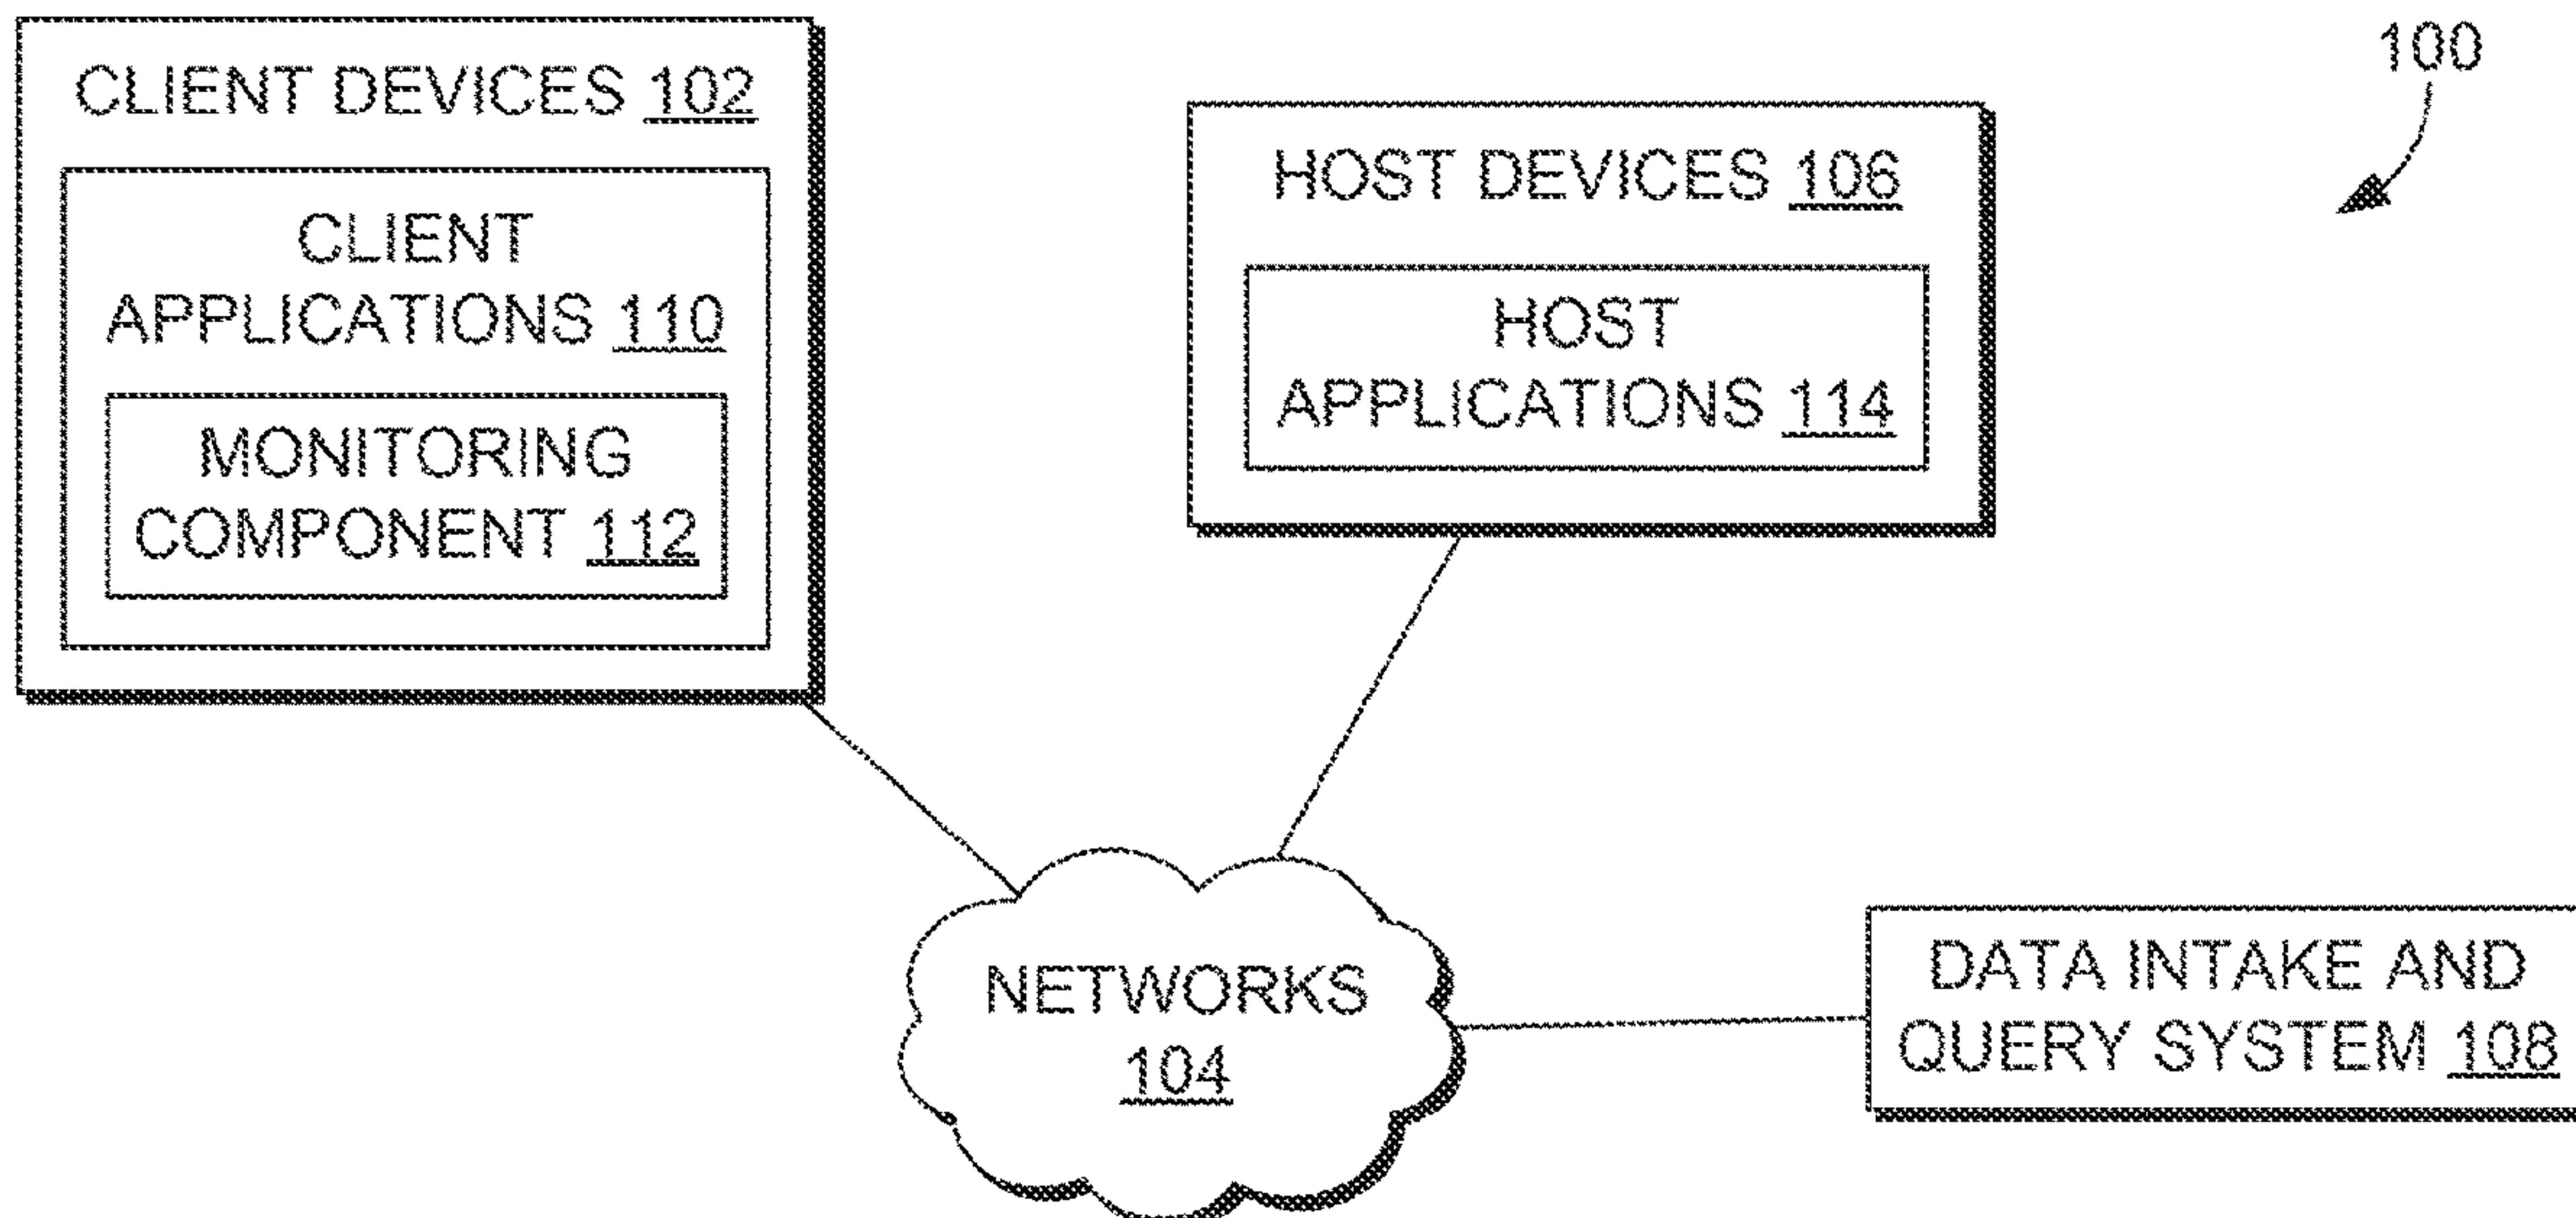 100
CLIENT DEVICES 102
CLIENT
APPLICATIONS 110
MONITORING
COMPONENT 112
HOST DEVICES 106
HOST
APPLICATIONS 114
NETWORKS
104
DATA INTAKE AND
QUERY SYSTEM 108